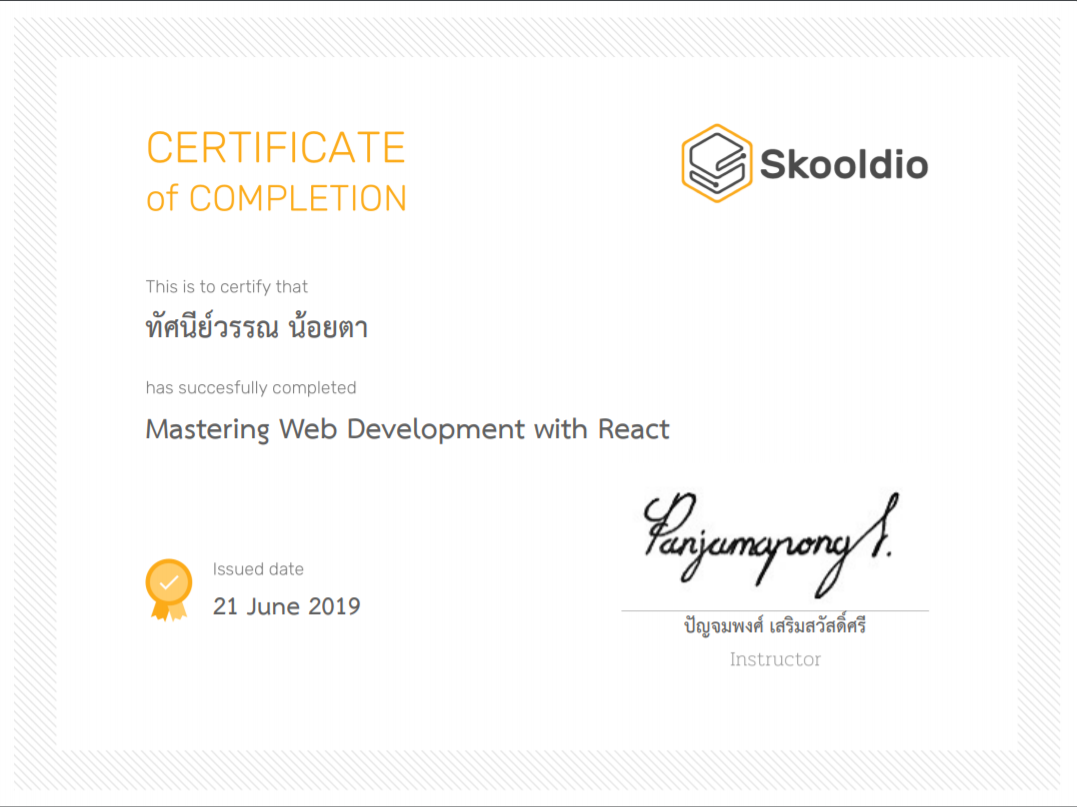 CERTIFICATE
of COMPLETION
Skooldio
This is to certify that
ทัศนีย์วรรณ น้อยตา
has succesfully completed
Mastering Web Development with React
Issued date
21 June 2019
Panjamapong S.
ปัญจมพงศ์ เสริมสวัสดิ์ศรี
Instructor